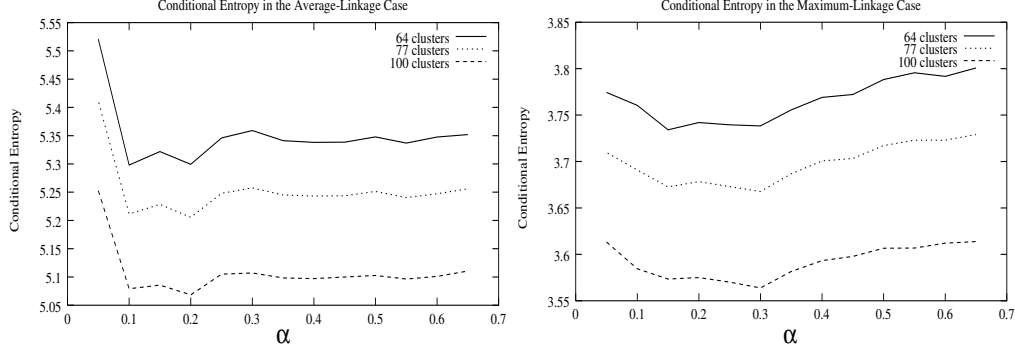 Conditional Entropy in the Average-Linkage Case
5.55
5.5
5.45
5.4
5.35
5.3
5.25
5.2
5.15
5.1
5.05
Conditional Entropy
64 clusters
77 clusters
100 clusters
0 0.1 0.2 0.3 0.4 0.5 0.6 0.7
α
Conditional Entropy in the Maximum-Linkage Case
3.85
3.8
3.75
3.7
3.65
3.6
3.55
Conditional Entropy
64 clusters
77 clusters
100 clusters
0 0.1 0.2 0.3 0.4 0.5 0.6 0.7
α